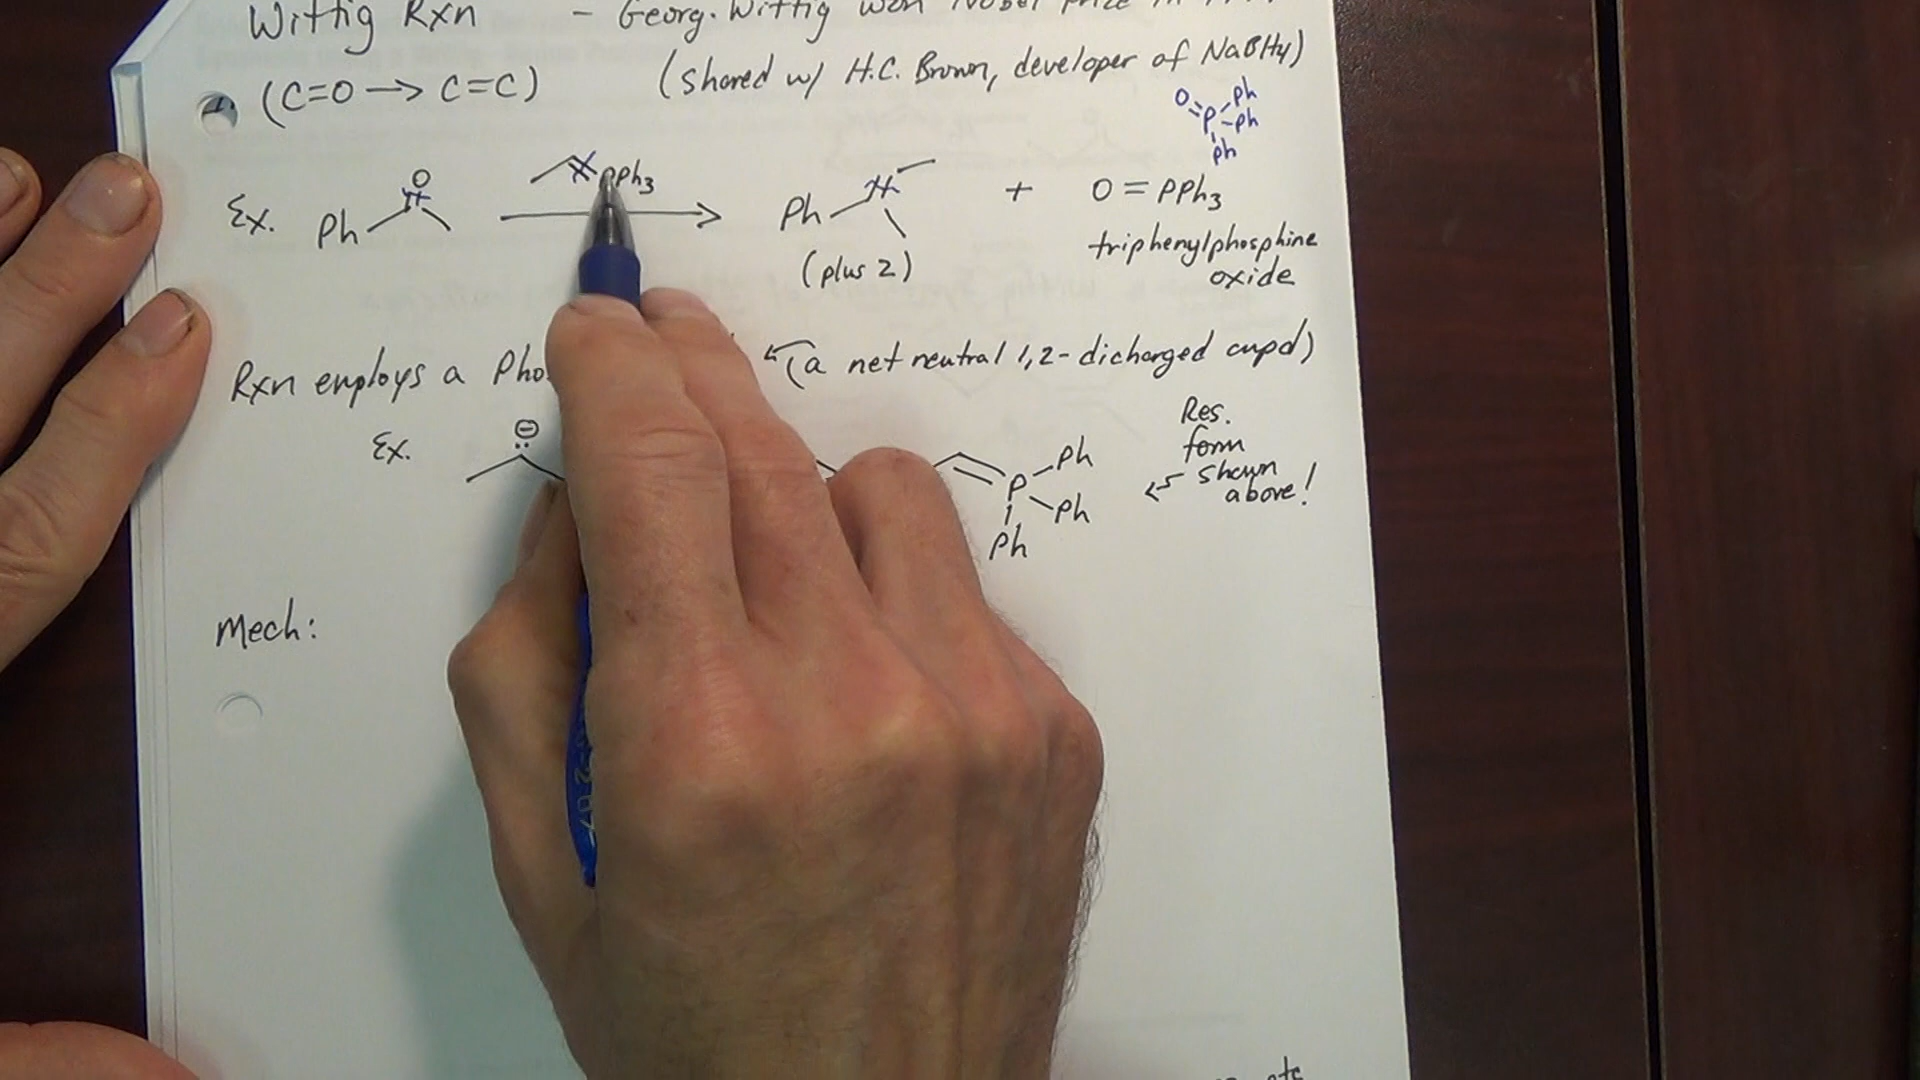 Wittig Rxn - Georg. Wittig won Nobel prize in
(C=O → C=C) (shared w/ H.C. Brown, developer of NaBH4)
O=P-Ph
-Ph
Ph
Ex. Ph O PPh3 Ph + O = PPh3
(plus 2) triphenylphosphine
oxide
Rxn employs a Pho (a net neutral 1,2-dicharged cmpd)
Ex. ⊖ P Ph Ph Ph
Res.
form
shown
above!
Mech: